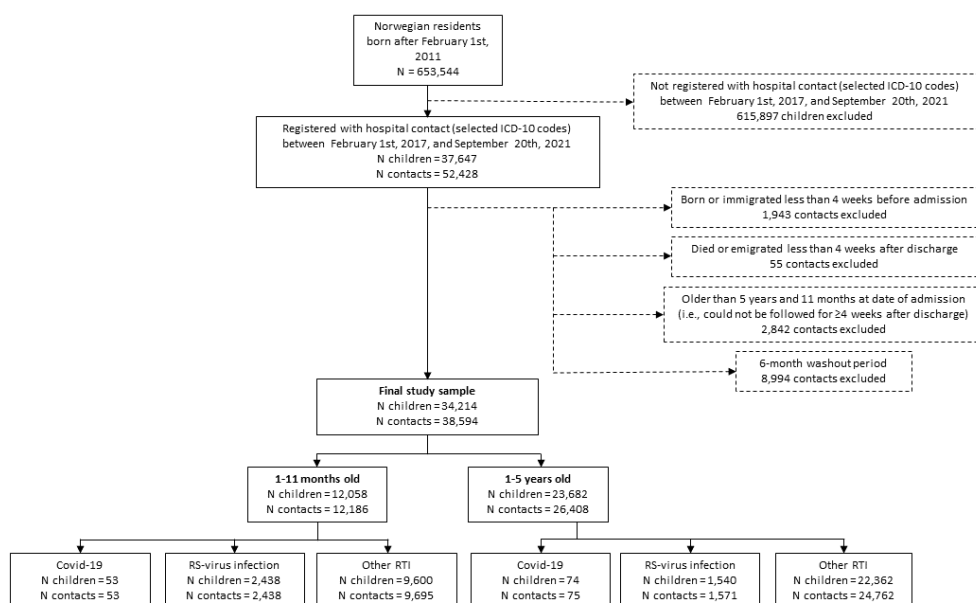 Norwegian residents
born after February 1st,
2011
N = 653,544
Not registered with hospital contact (selected ICD-10 codes)
between February 1st, 2017, and September 20th, 2021
615,897 children excluded
Registered with hospital contact (selected ICD-10 codes)
between February 1st, 2017, and September 20th, 2021
N children = 37,647
N contacts = 52,428
Born or immigrated less than 4 weeks before admission
1,943 contacts excluded
Died or emigrated less than 4 weeks after discharge
55 contacts excluded
Older than 5 years and 11 months at date of admission
(i.e., could not be followed for ≥4 weeks after discharge)
2,842 contacts excluded
6-month washout period
8,994 contacts excluded
Final study sample
N children = 34,214
N contacts = 38,594
1-11 months old
N children = 12,058
N contacts = 12,186
1-5 years old
N children = 23,682
N contacts = 26,408
Covid-19
N children = 53
N contacts = 53
RS-virus infection
N children = 2,438
N contacts = 2,438
Other RTI
N children = 9,600
N contacts = 9,695
Covid-19
N children = 74
N contacts = 75
RS-virus infection
N children = 1,540
N contacts = 1,571
Other RTI
N children = 22,362
N contacts = 24,762